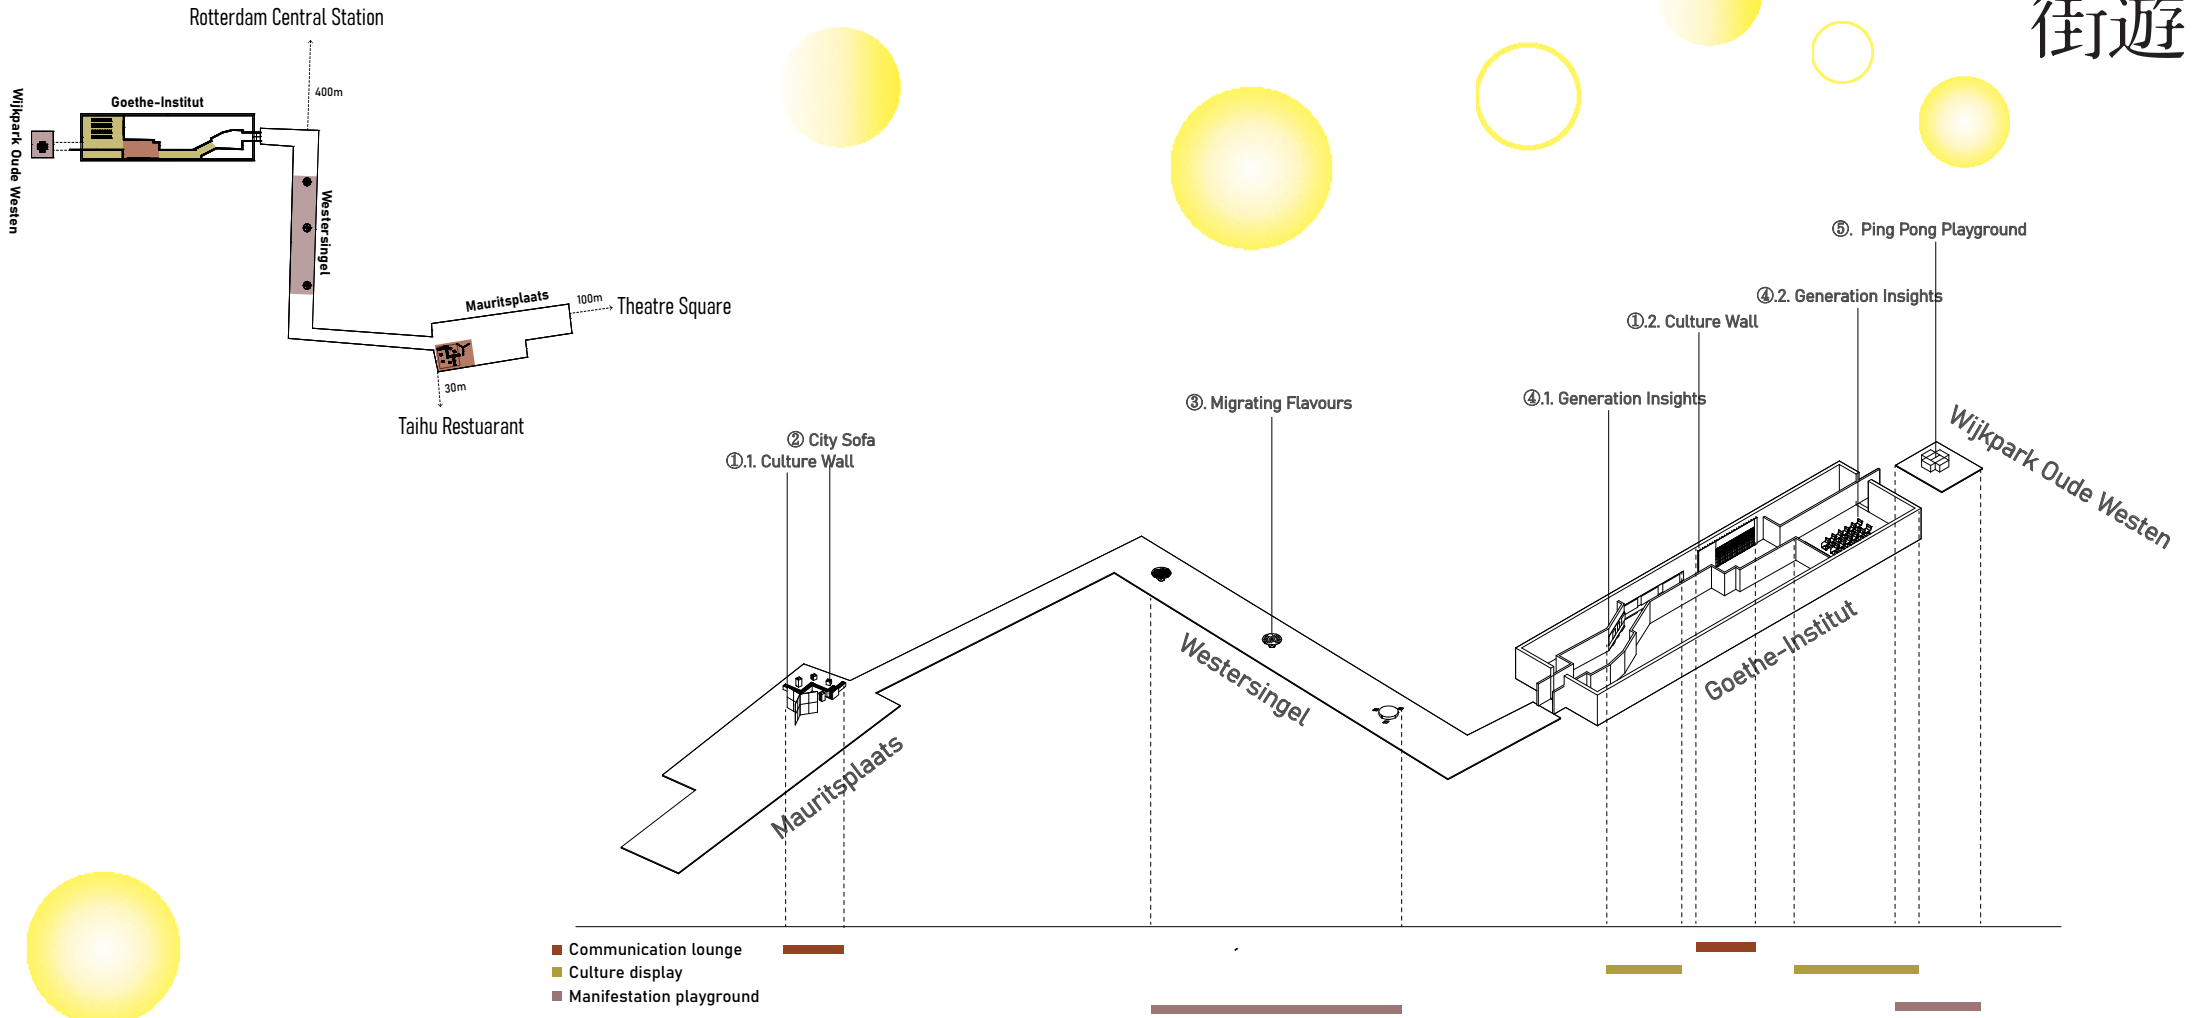 街遊
Rotterdam Central Station
400m
Goethe-Institut
Wijkpark Oude Westen
Westersingel
Mauritsplaats
100m
Theatre Square
30m
Taihu Restuarant
⑤. Ping Pong Playground
④.2. Generation Insights
①.2. Culture Wall
④.1. Generation Insights
③. Migrating Flavours
② City Sofa
①.1. Culture Wall
Wijkpark Oude Westen
Goethe-Institut
Westersingel
Mauritsplaats
Communication lounge
Culture display
Manifestation playground